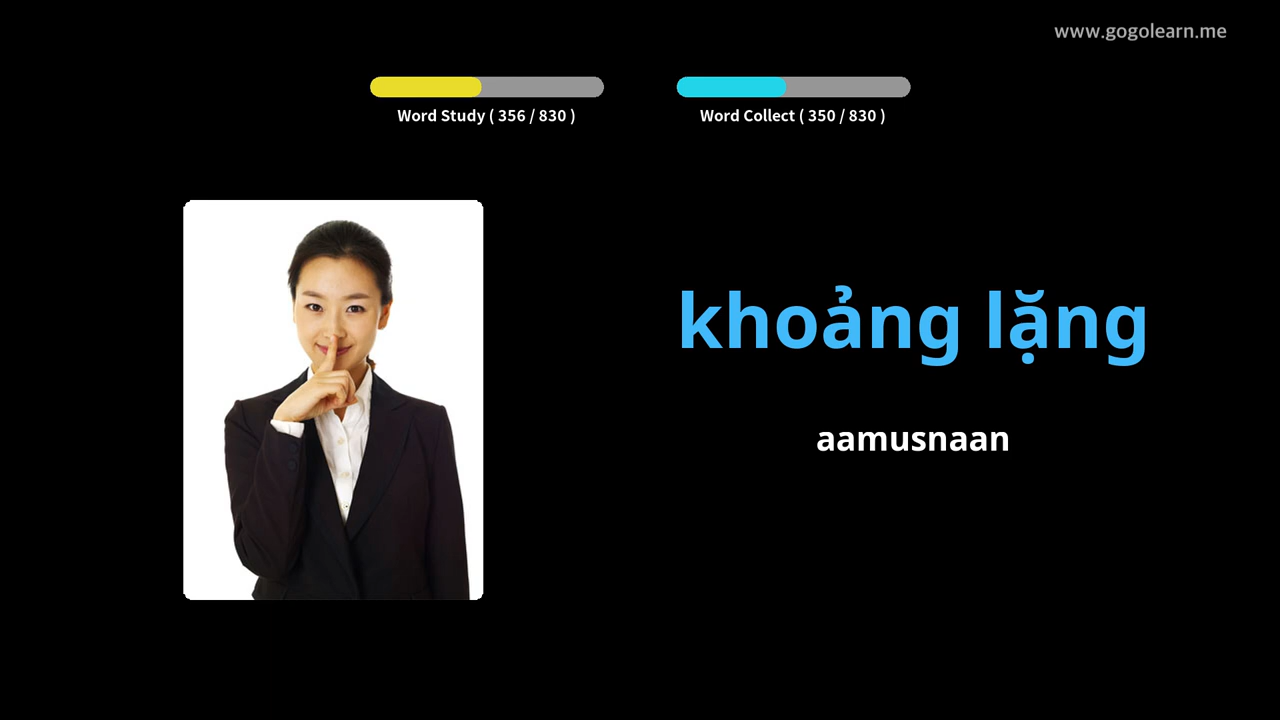 www.gogolearn.me
Word Study ( 356 / 830 )
Word Collect ( 350 / 830 )
khoảng lặng
aamusnaan